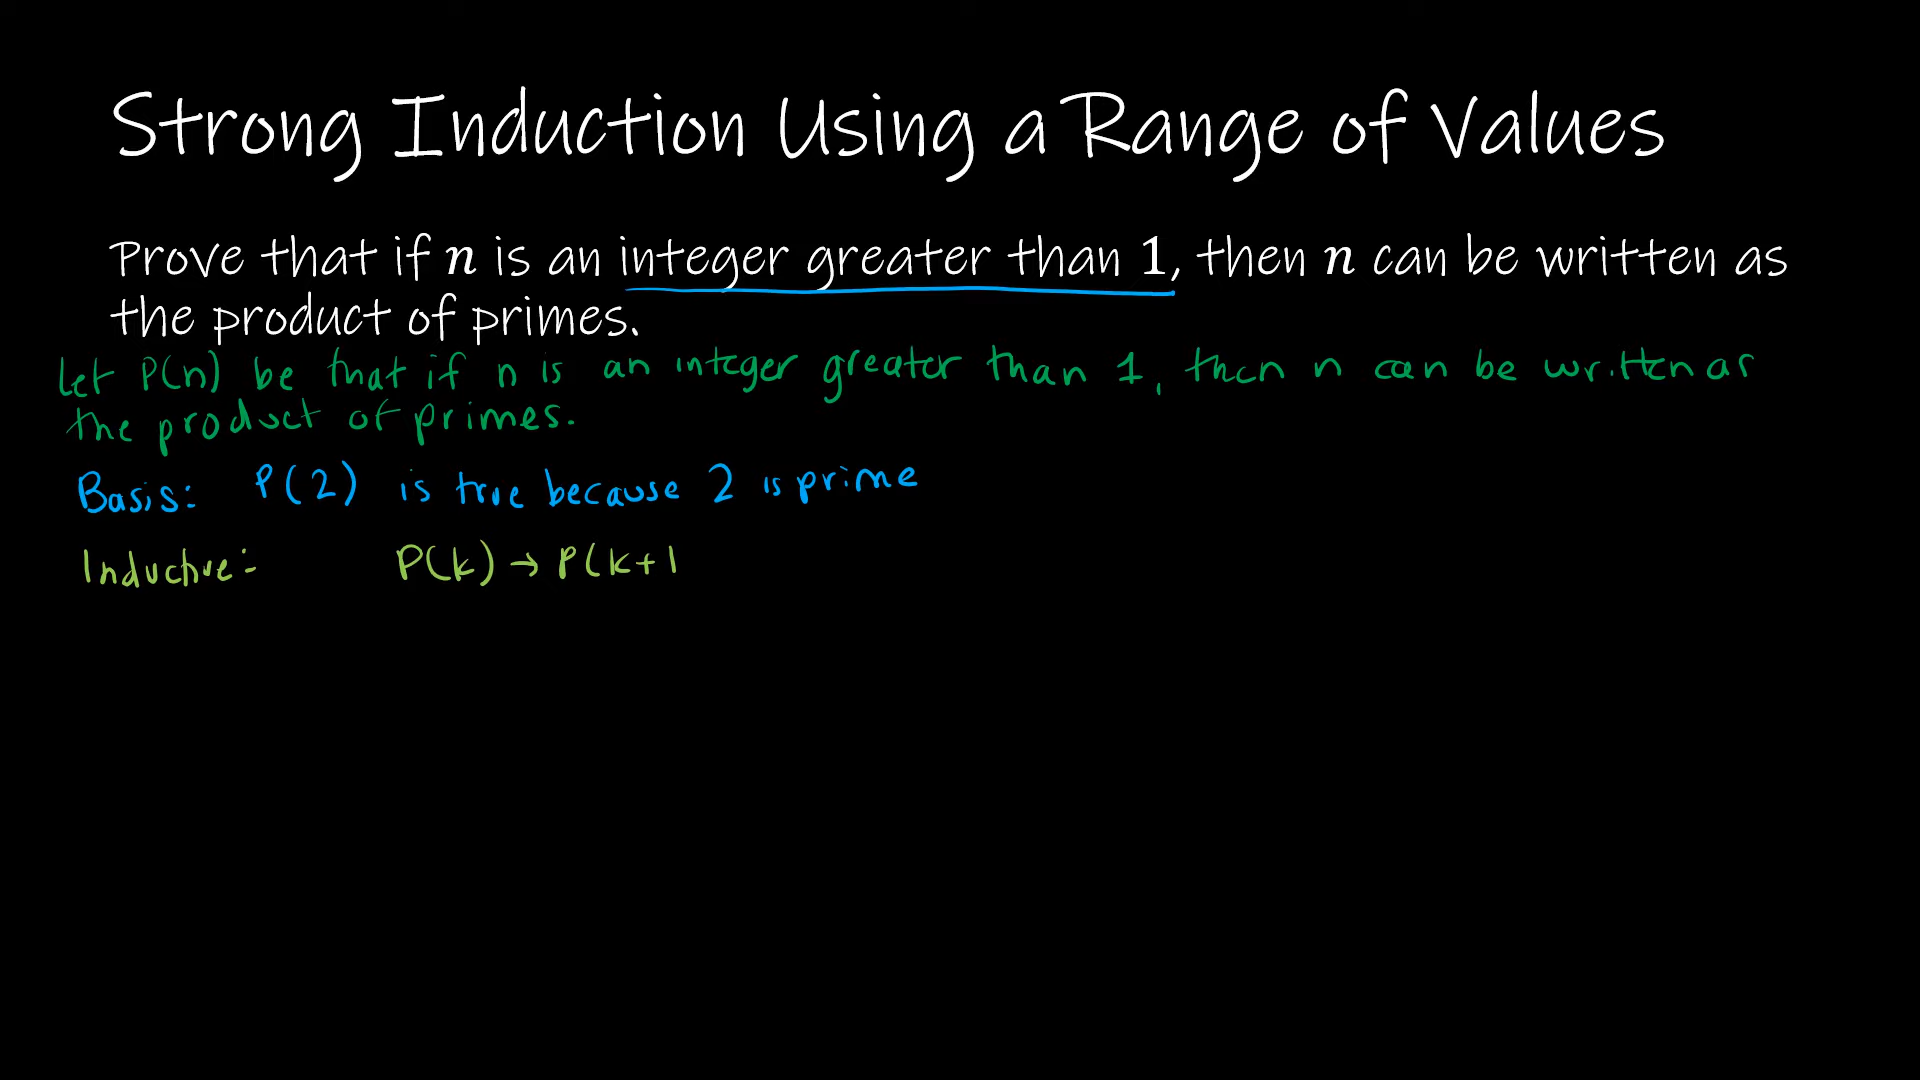 Strong Induction Using a Range of Values
Prove that if n is an integer greater than 1, then n can be written as
the product of primes.
Let P(n) be that if n is an integer greater than 1, then n can be written as
the product of primes.
Basis: P(2) is true because 2 is prime
Inductive: P(k) → P(k+1